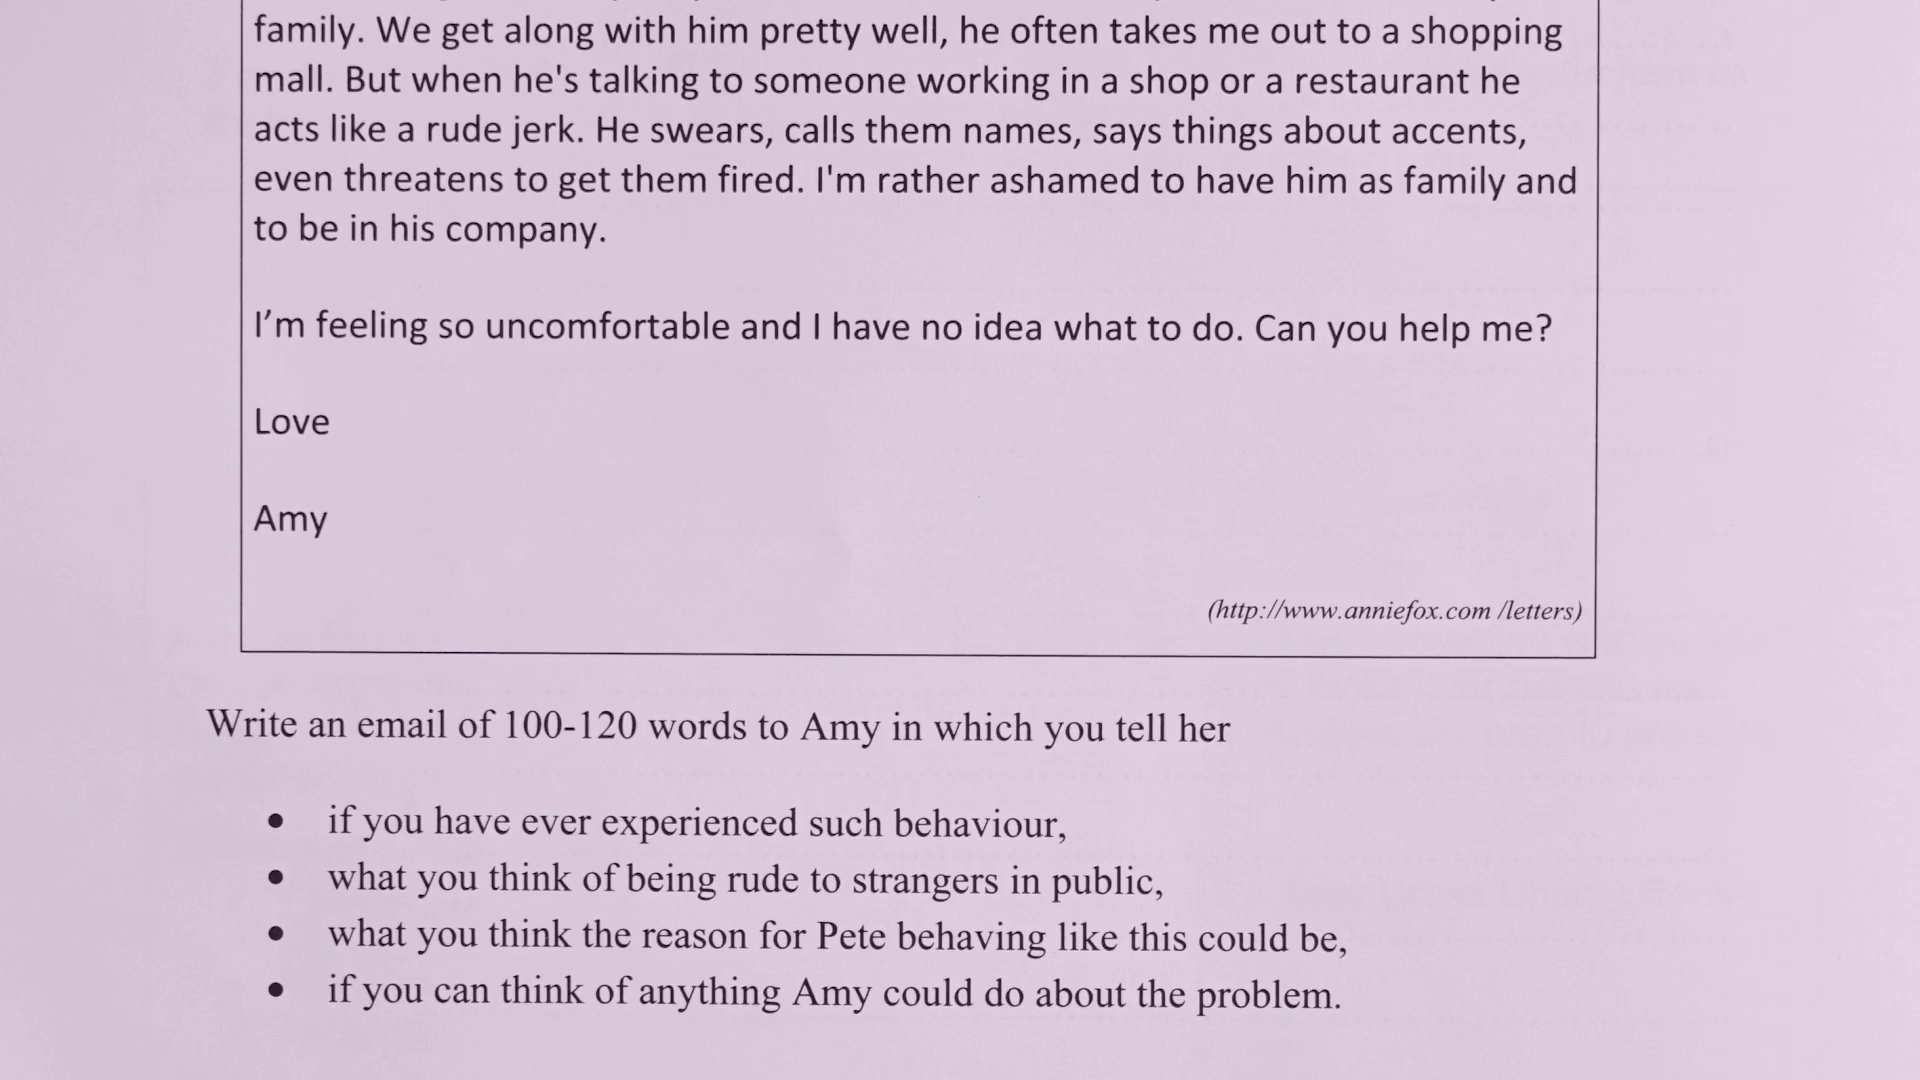 family. We get along with him pretty well, he often takes me out to a shopping
mall. But when he's talking to someone working in a shop or a restaurant he
acts like a rude jerk. He swears, calls them names, says things about accents,
even threatens to get them fired. I'm rather ashamed to have him as family and
to be in his company.
I’m feeling so uncomfortable and I have no idea what to do. Can you help me?
Love
Amy
(http://www.anniefox.com /letters)
Write an email of 100-120 words to Amy in which you tell her
• if you have ever experienced such behaviour,
• what you think of being rude to strangers in public,
• what you think the reason for Pete behaving like this could be,
• if you can think of anything Amy could do about the problem.